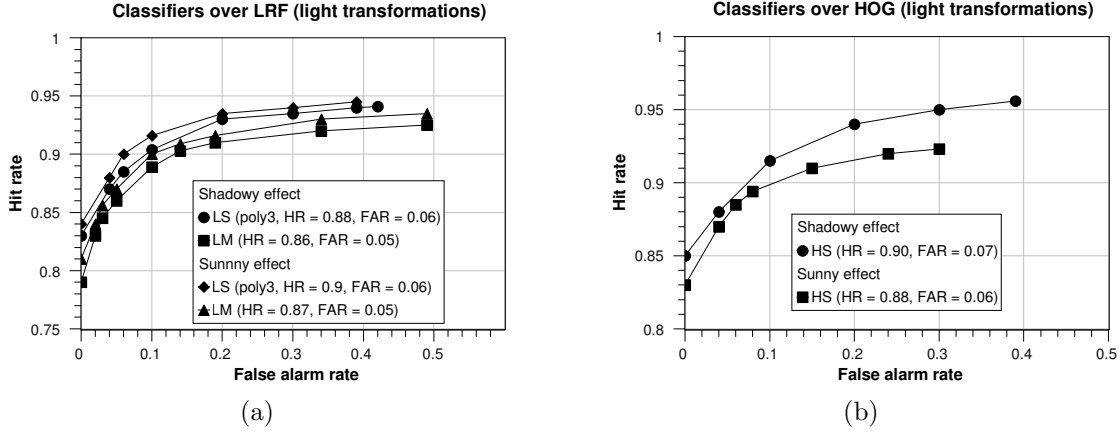 Classifiers over LRF (light transformations)
1
0.95
0.9
0.85
0.8
0.75
Hit rate
Shadowy effect
LS (poly3, HR = 0.88, FAR = 0.06)
LM (HR = 0.86, FAR = 0.05)
Sunnny effect
LS (poly3, HR = 0.9, FAR = 0.06)
LM (HR = 0.87, FAR = 0.05)
0 0.1 0.2 0.3 0.4 0.5
False alarm rate
(a)
Classifiers over HOG (light transformations)
1
0.95
0.9
0.85
0.8
Hit rate
Shadowy effect
HS (HR = 0.90, FAR = 0.07)
Sunny effect
HS (HR = 0.88, FAR = 0.06)
0 0.1 0.2 0.3 0.4 0.5
False alarm rate
(b)